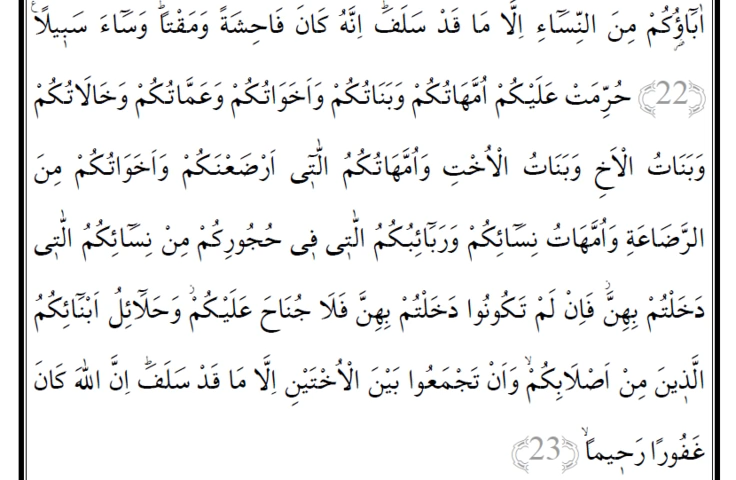 اٰبَٓاؤُ۬كُمْ مِنَ النِّسَٓاءِ اِلَّا مَا قَدْ سَلَفَۜ اِنَّهُ كَانَ فَاحِشَةً وَمَقْتاًۜ وَسَٓاءَ سَب۪يلاً۟
﴿22﴾ حُرِّمَتْ عَلَيْكُمْ اُمَّهَاتُكُمْ وَبَنَاتُكُمْ وَاَخَوَاتُكُمْ وَعَمَّاتُكُمْ وَخَالَاتُكُمْ
وَبَنَاتُ الْاَخِ وَبَنَاتُ الْاُخْتِ وَاُمَّهَاتُكُمُ الّٰت۪ٓى اَرْضَعْنَكُمْ وَاَخَوَاتُكُمْ مِنَ
الرَّضَاعَةِ وَاُمَّهَاتُ نِسَٓائِكُمْ وَرَبَٓائِبُكُمُ الّٰت۪ى ف۪ى حُجُورِكُمْ مِنْ نِسَٓائِكُمُ الّٰت۪ى
دَخَلْتُمْ بِهِنَّۘ فَاِنْ لَمْ تَكُونُوا دَخَلْتُمْ بِهِنَّ فَلَا جُنَاحَ عَلَيْكُمْۘ وَحَلَٓائِلُ اَبْنَٓائِكُمُ
الَّذ۪ينَ مِنْ اَصْلَابِكُمْۙ وَاَنْ تَجْمَعُوا بَيْنَ الْاُخْتَيْنِ اِلَّا مَا قَدْ سَلَفَۜ اِنَّ اللّٰهَ كَانَ
غَفُورًا رَح۪يماًۙ ﴿23﴾